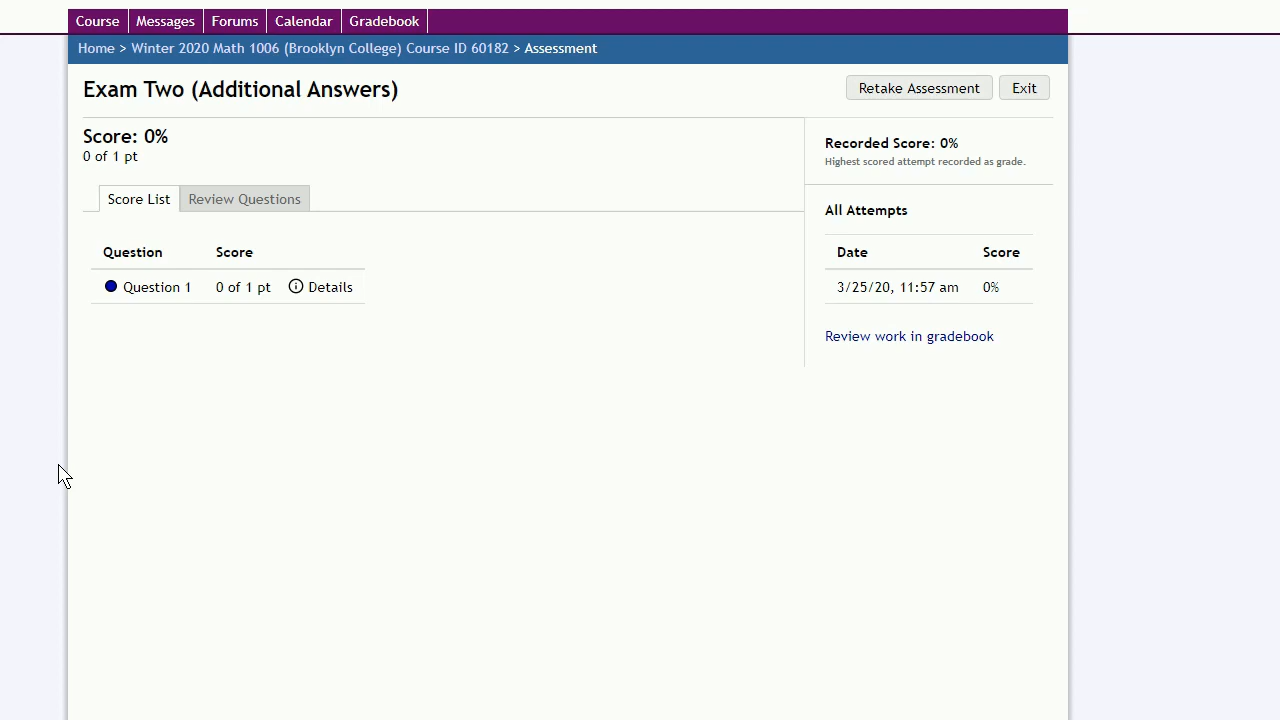 Course Messages Forums Calendar Gradebook
Home > Winter 2020 Math 1006 (Brooklyn College) Course ID 60182 > Assessment
Exam Two (Additional Answers)
Retake Assessment Exit
Score: 0%
0 of 1 pt
Score List Review Questions
Question Score
Question 1 0 of 1 pt Details
Recorded Score: 0%
Highest scored attempt recorded as grade.
All Attempts
Date Score
3/25/20, 11:57 am 0%
Review work in gradebook